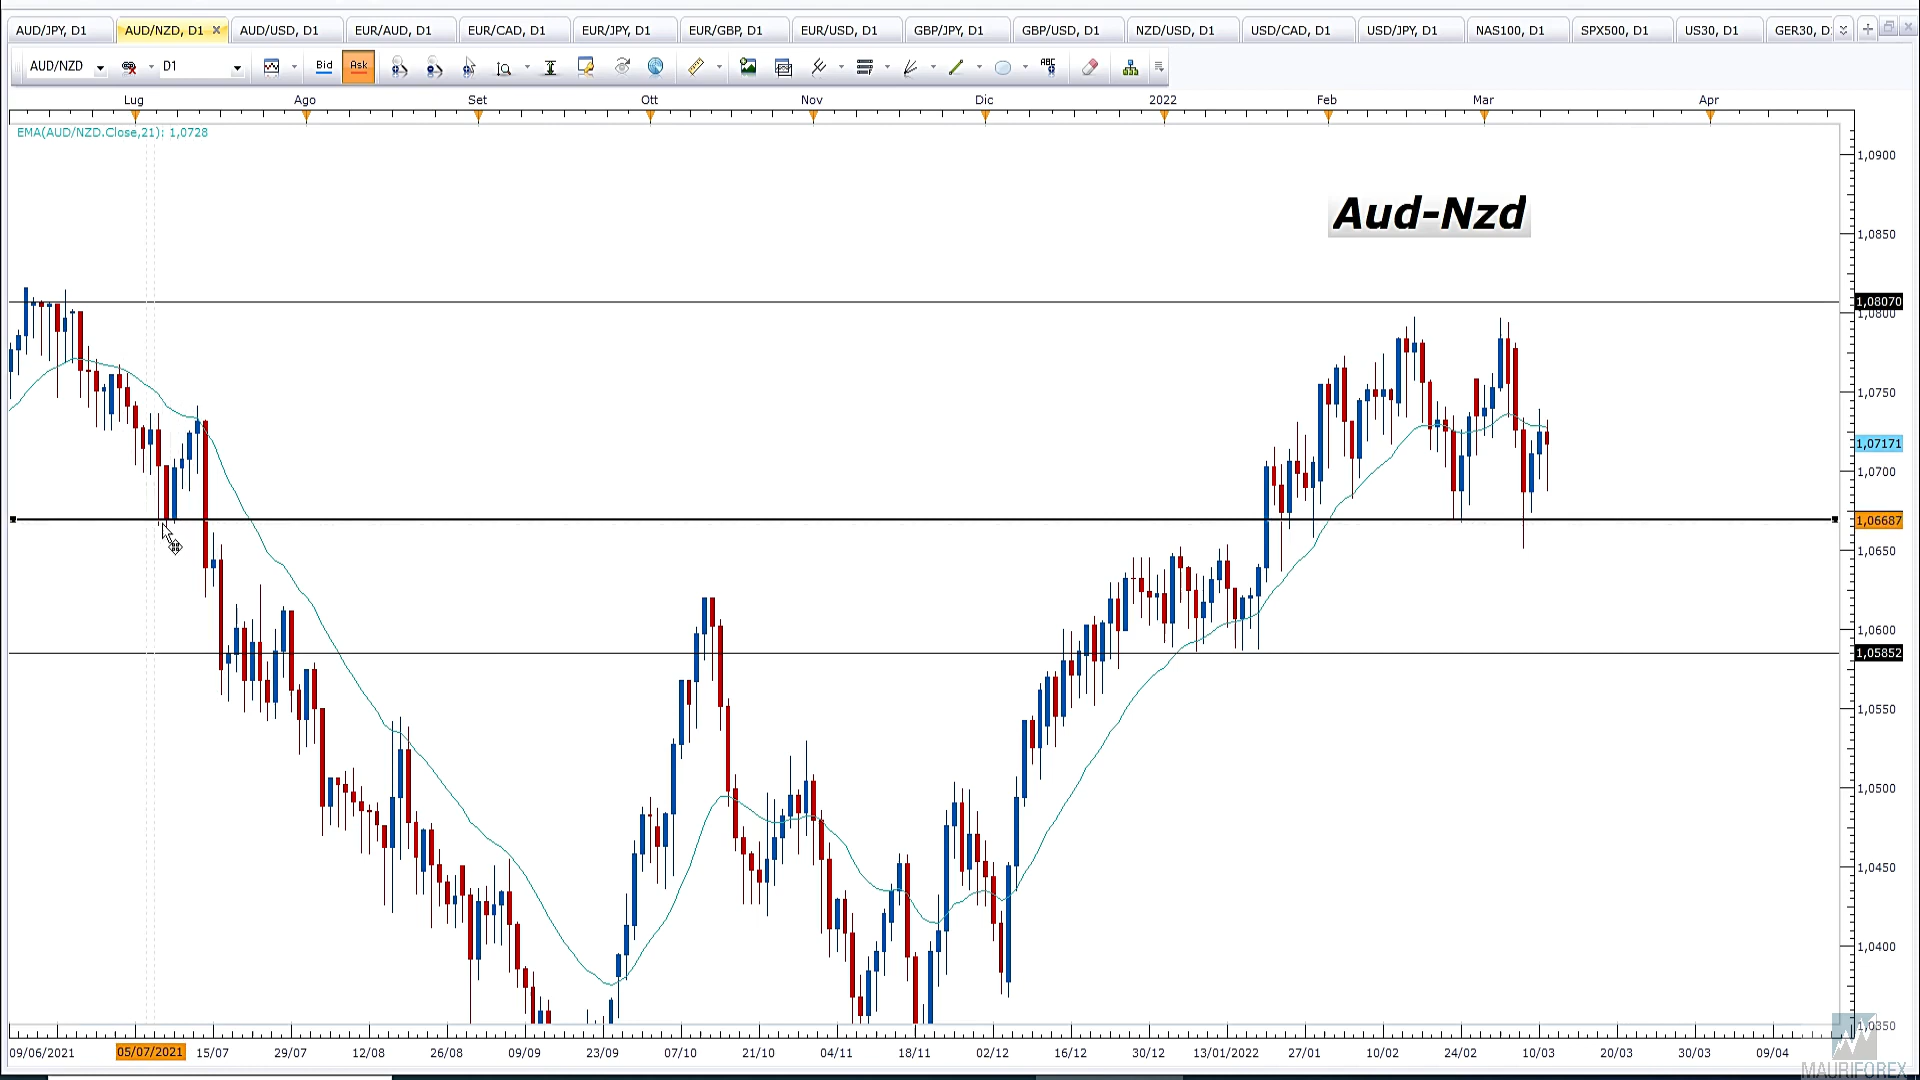 AUD/JPY, D1 AUD/NZD, D1 AUD/USD, D1 EUR/AUD, D1 EUR/CAD, D1 EUR/JPY, D1 EUR/GBP, D1 EUR/USD, D1 GBP/JPY, D1 GBP/USD, D1 NZD/USD, D1 USD/CAD, D1 USD/JPY, D1 NAS100, D1 SPX500, D1 US30, D1 GER30, D
AUD/NZD D1 Bid Ask ABC
Lug Ago Set Ott Nov Dic 2022 Feb Mar Apr
EMA(AUD/NZD.Close,21): 1,0728
1,0900
Aud-Nzd
1,0850
1,08070
1,0800
1,0750
1,07171
1,0700
1,06687
1,0650
1,0600
1,05852
1,0550
1,0500
1,0450
1,0400
1,0350
09/06/2021 05/07/2021 15/07 29/07 12/08 26/08 09/09 23/09 07/10 21/10 04/11 18/11 02/12 16/12 30/12 13/01/2022 27/01 10/02 24/02 10/03 20/03 30/03 09/04
MAURIFOREX